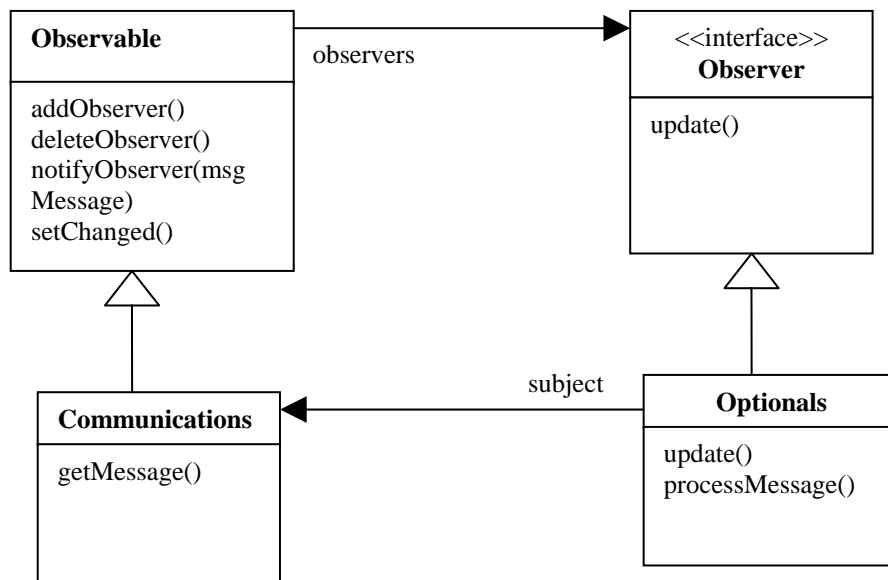 Observable
addObserver()
deleteObserver()
notifyObserver(msg
Message)
setChanged()
observers
<<interface>>
Observer
update()
Communications
getMessage()
subject
Optionals
update()
processMessage()